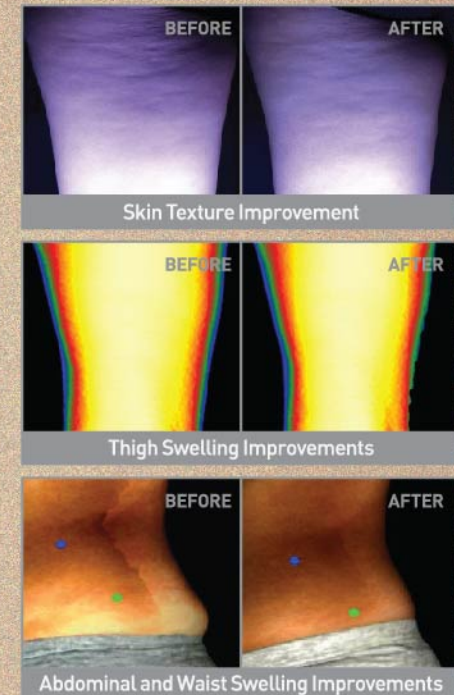 BEFORE
AFTER
Skin Texture Improvement
BEFORE
AFTER
Thigh Swelling Improvements
BEFORE
AFTER
Abdominal and Waist Swelling Improvements